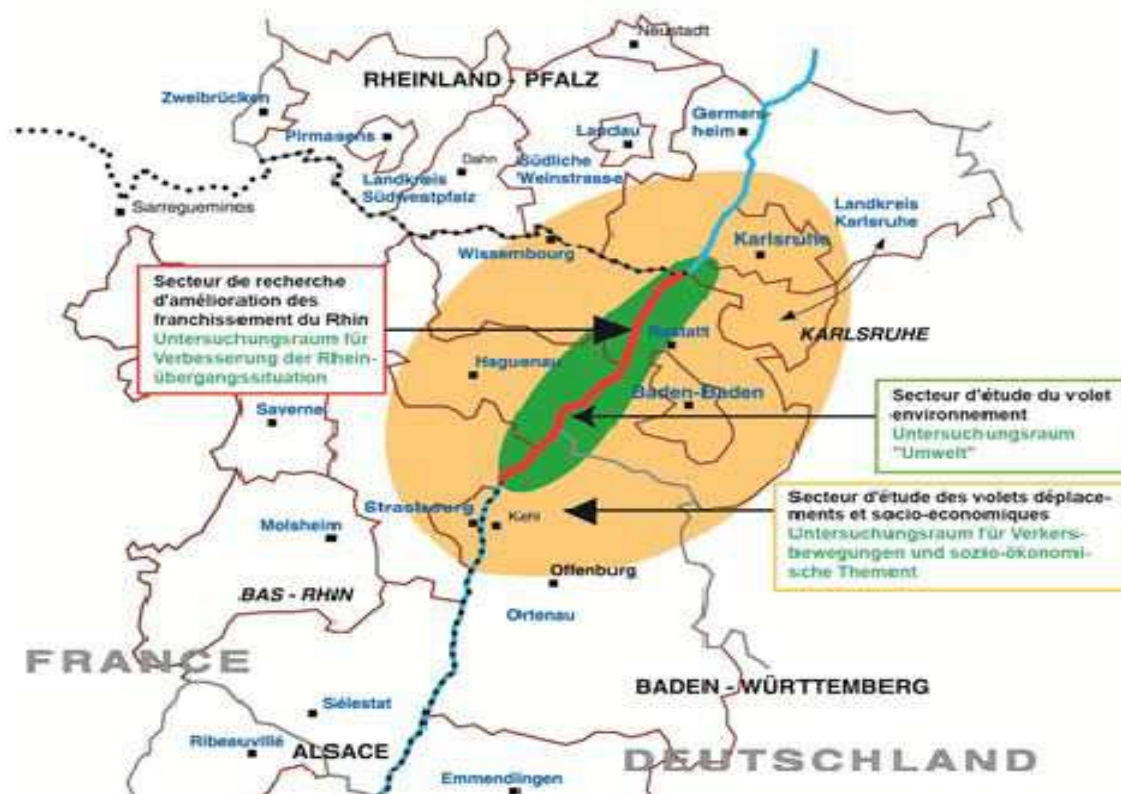 Neustadt
RHEINLAND - PFALZ
Zweibrücken
Germers-
heim
Pirmasens
Landau
Dahn
Südliche
Weinstrasse
Landkreis
Südwestpfalz
Landkreis
Karlsruhe
Sarreguemines
Karlsruhe
Wissembourg
Secteur de recherche
d'amélioration des
franchissement du Rhin
Untersuchungsraum für
Verbesserung der Rhein-
übergangssituation
KARLSRUHE
Rastatt
Haguenau
Baden-Baden
Secteur d'étude du volet
environnement
Untersuchungsraum
"Umwelt"
Saverne
Secteur d'étude des volets déplace-
ments et socio-economiques
Untersuchungsraum für Verkers-
bewegungen und sozio-ökonomi-
sche Thement
Strasbourg
Kehl
Molsheim
Offenburg
BAS - RHIN
Ortenau
FRANCE
BADEN - WÜRTTEMBERG
Sélestat
Ribeauvillé
ALSACE
DEUTSCHLAND
Emmendingen